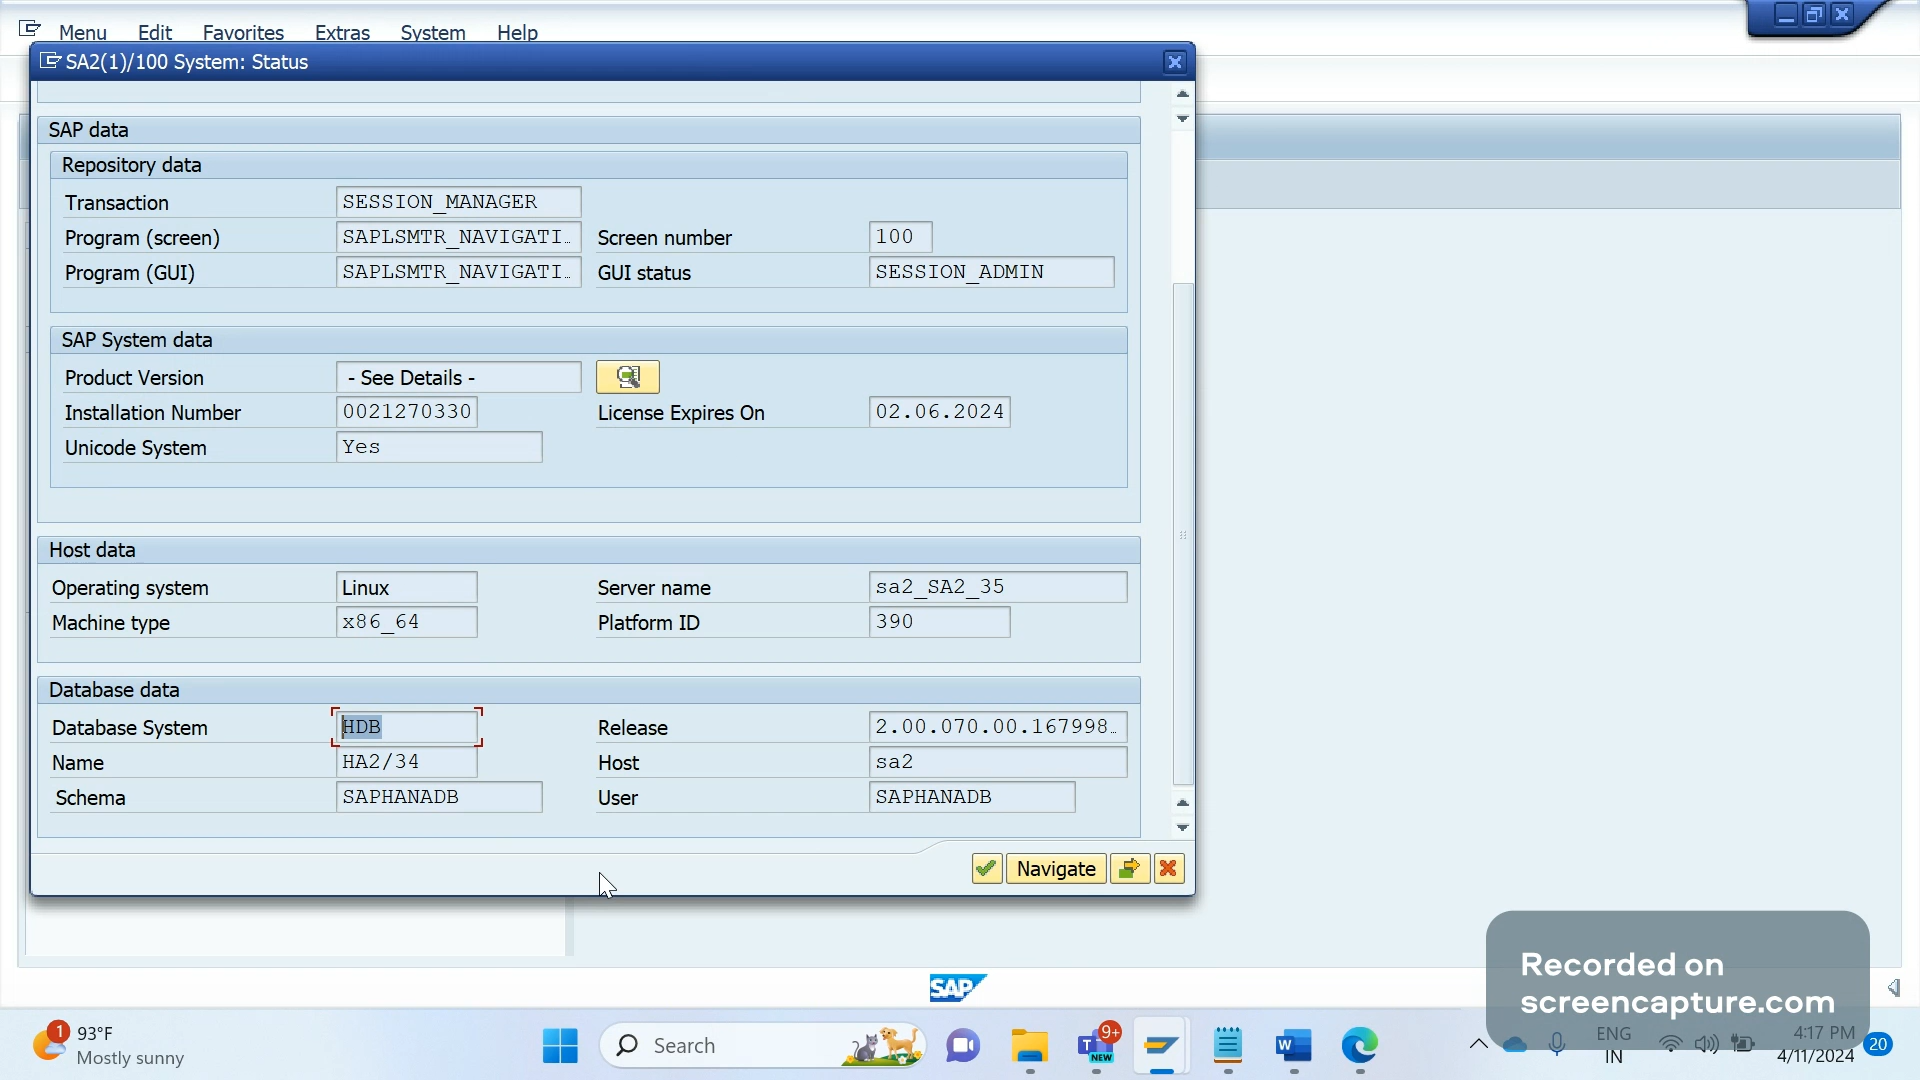 Menu Edit Favorites Extras System Help
SA2(1)/100 System: Status
SAP data
Repository data
Transaction SESSION_MANAGER
Program (screen) SAPLSMTR_NAVIGATI… Screen number 100
Program (GUI) SAPLSMTR_NAVIGATI… GUI status SESSION_ADMIN
SAP System data
Product Version - See Details -
Installation Number 0021270330 License Expires On 02.06.2024
Unicode System Yes
Host data
Operating system Linux Server name sa2_SA2_35
Machine type x86_64 Platform ID 390
Database data
Database System HDB Release 2.00.070.00.167998…
Name HA2/34 Host sa2
Schema SAPHANADB User SAPHANADB
Navigate
SAP
Recorded on
screencapture.com
1 93°F
Mostly sunny
Search
9+
T NEW
W
ENG
IN
4:17 PM
4/11/2024
20